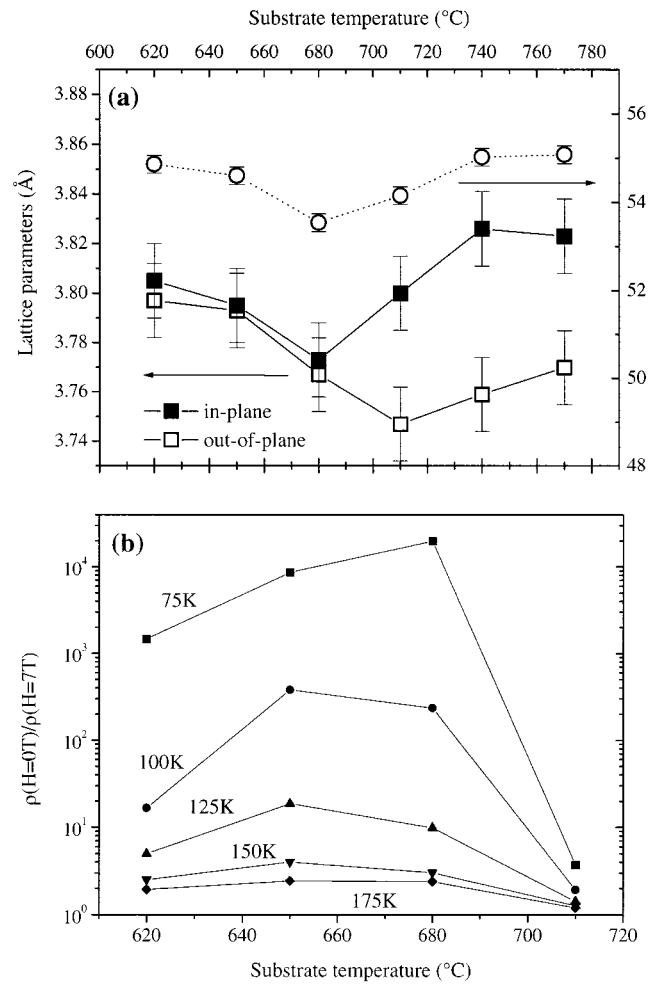 Substrate temperature (°C)
600 620 640 660 680 700 720 740 760 780
(a)
3.88
3.86
3.84
3.82
3.80
3.78
3.76
3.74
Lattice parameters (Å)
56
54
52
50
48
in-plane
out-of-plane
(b)
10⁴
10³
10²
10¹
10⁰
ρ(H=0T)/ρ(H=7T)
75K
100K
125K
150K
175K
620 640 660 680 700 720
Substrate temperature (°C)